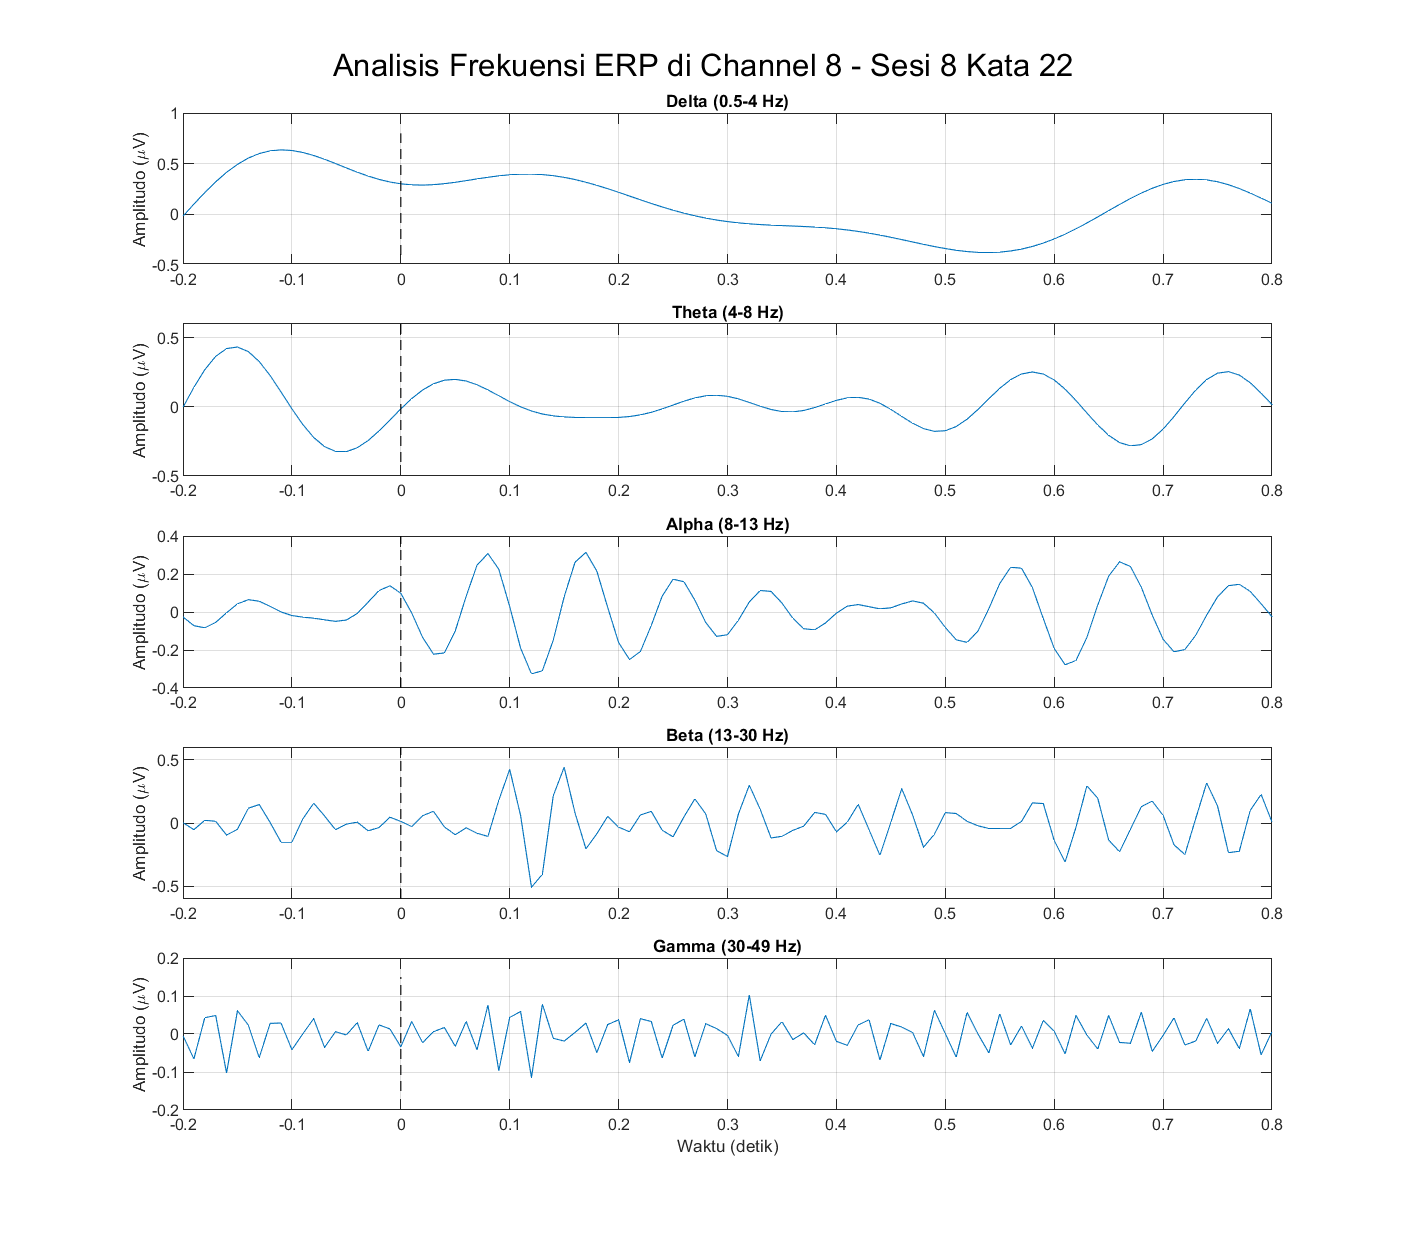 Analisis Frekuensi ERP di Channel 8 - Sesi 8 Kata 22
Delta (0.5-4 Hz)
Amplitudo (μV)
1
0.5
0
-0.5
-0.2 -0.1 0 0.1 0.2 0.3 0.4 0.5 0.6 0.7 0.8
Theta (4-8 Hz)
Amplitudo (μV)
0.5
0
-0.5
-0.2 -0.1 0 0.1 0.2 0.3 0.4 0.5 0.6 0.7 0.8
Alpha (8-13 Hz)
Amplitudo (μV)
0.4
0.2
0
-0.2
-0.4
-0.2 -0.1 0 0.1 0.2 0.3 0.4 0.5 0.6 0.7 0.8
Beta (13-30 Hz)
Amplitudo (μV)
0.5
0
-0.5
-0.2 -0.1 0 0.1 0.2 0.3 0.4 0.5 0.6 0.7 0.8
Gamma (30-49 Hz)
Amplitudo (μV)
0.2
0.1
0
-0.1
-0.2
-0.2 -0.1 0 0.1 0.2 0.3 0.4 0.5 0.6 0.7 0.8
Waktu (detik)